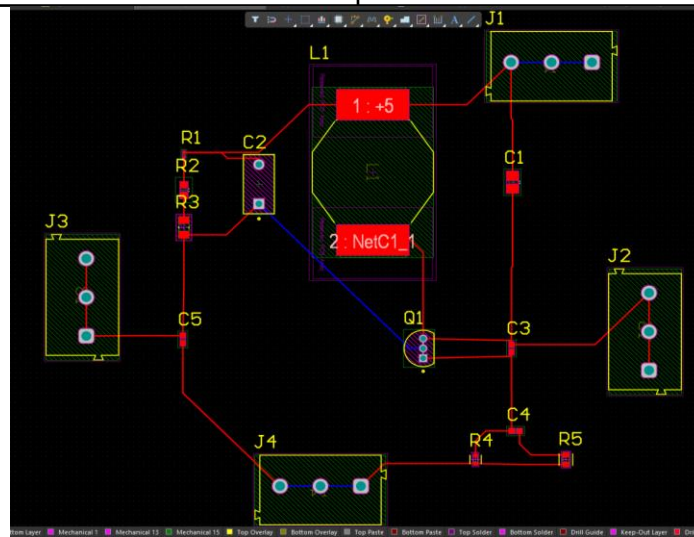 J1
L1
1 : +5
R1
C2
C1
R2
R3
J3
2 : NetC1_1
J2
Q1
C5
C3
C4
R4
R5
J4
ttom Layer Mechanical 1 Mechanical 13 Mechanical 15 Top Overlay Bottom Overlay Top Paste Bottom Paste Top Solder Bottom Solder Drill Guide Keep-Out Layer Dri